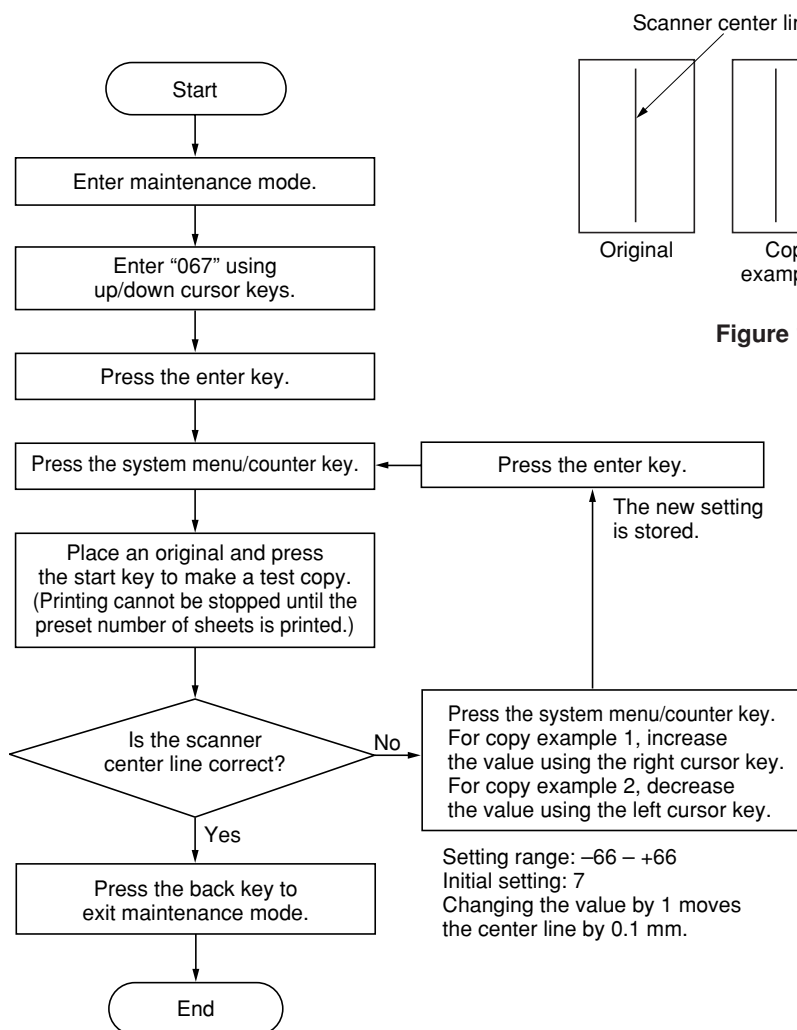 Scanner center
Start
Enter maintenance mode.
Enter “067” using
up/down cursor keys.
Press the enter key.
Press the system menu/counter key.
Place an original and press
the start key to make a test copy.
(Printing cannot be stopped until the
preset number of sheets is printed.)
Is the scanner
center line correct?
No
Yes
Press the back key to
exit maintenance mode.
End
Press the enter key.
The new setting
is stored.
Press the system menu/counter key.
For copy example 1, increase
the value using the right cursor key.
For copy example 2, decrease
the value using the left cursor key.
Setting range: –66 – +66
Initial setting: 7
Changing the value by 1 moves
the center line by 0.1 mm.
Original
Figure